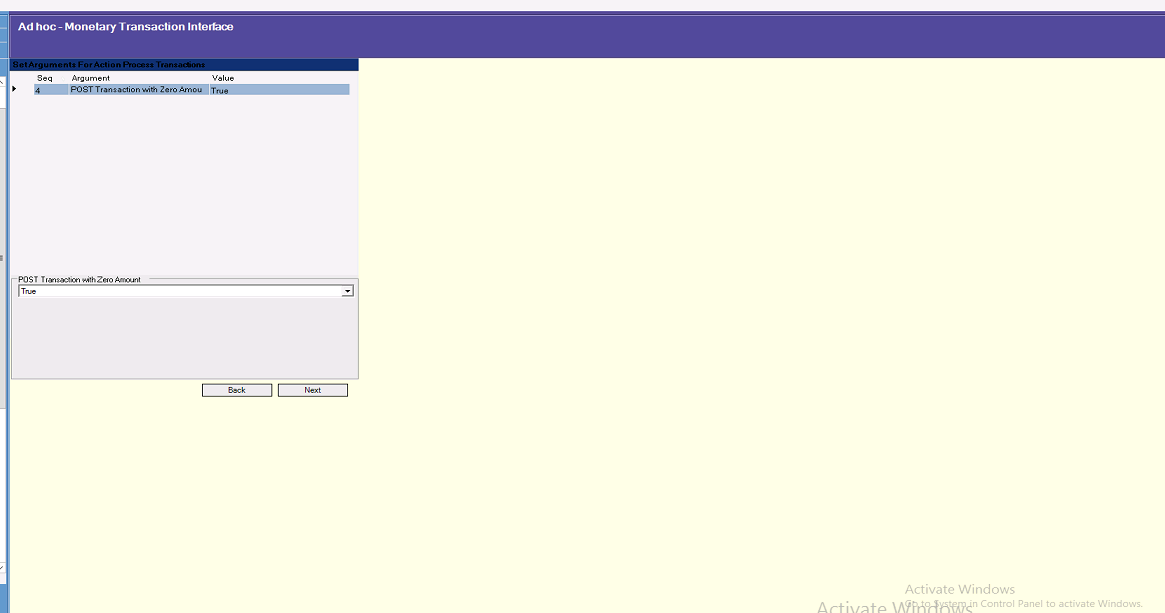 Ad hoc - Monetary Transaction Interface
Set Arguments For Action Process Transactions
Seq Argument Value
4 POST Transaction with Zero Amou True
POST Transaction with Zero Amount
True
Back Next
Activate Windows
Go to System in Control Panel to activate Windows.
Activate Windows